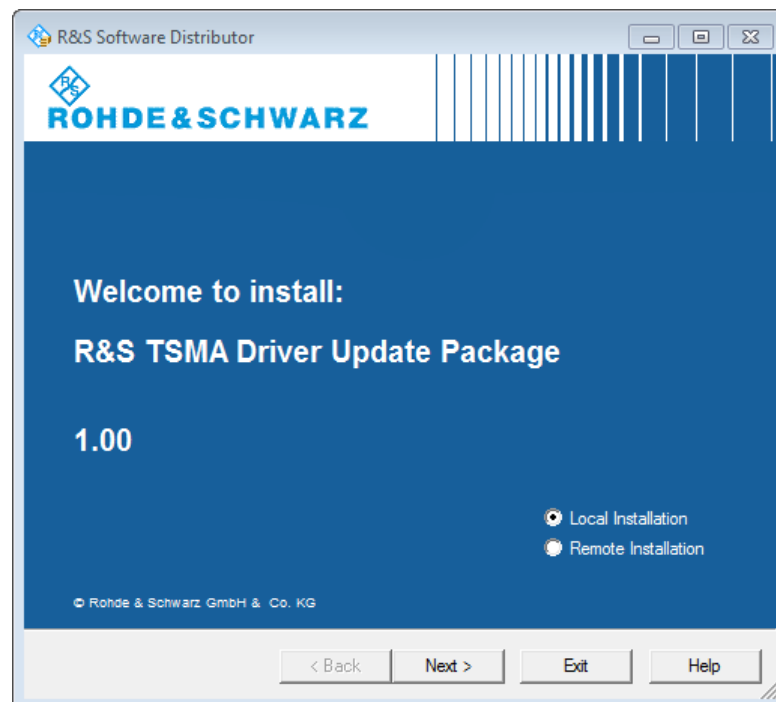 R&S Software Distributor
R&S
ROHDE&SCHWARZ
Welcome to install:
R&S TSMA Driver Update Package
1.00
Local Installation
Remote Installation
© Rohde & Schwarz GmbH & Co. KG
< Back
Next >
Exit
Help